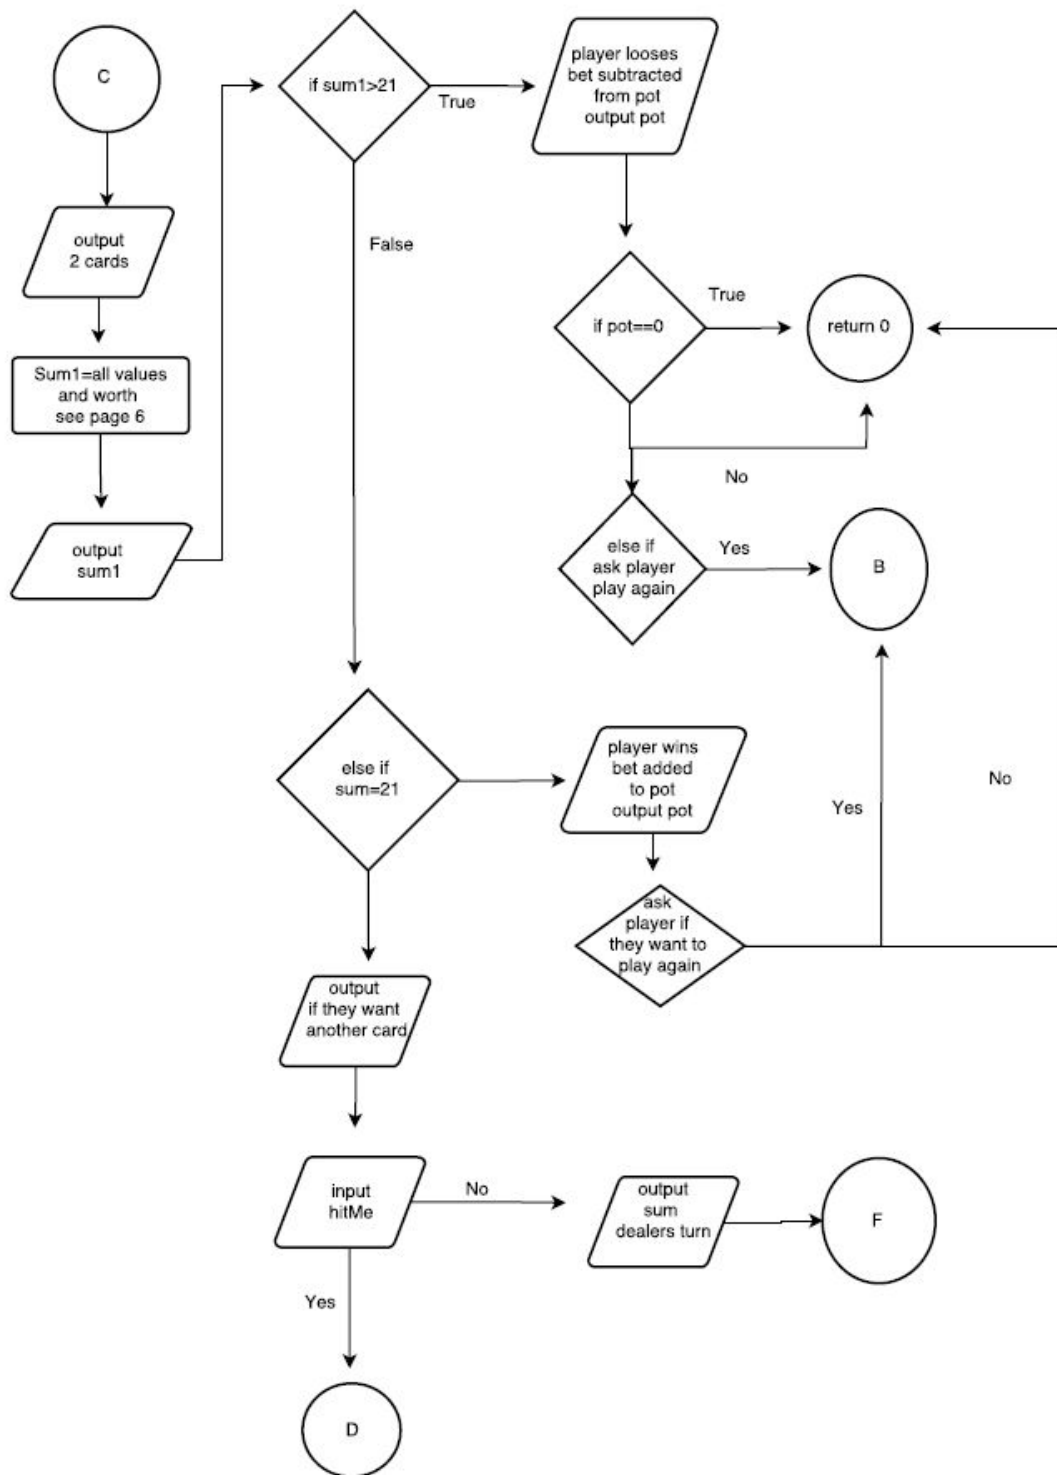 C
output
2 cards
Sum1=all values
and worth
see page 6
output
sum1
if sum1>21
True
False
player looses
bet subtracted
from pot
output pot
if pot==0
True
return 0
No
else if
ask player
play again
Yes
B
else if
sum=21
player wins
bet added
to pot
output pot
ask
player if
they want to
play again
Yes
No
output
if they want
another card
input
hitMe
No
output
sum
dealers turn
F
Yes
D